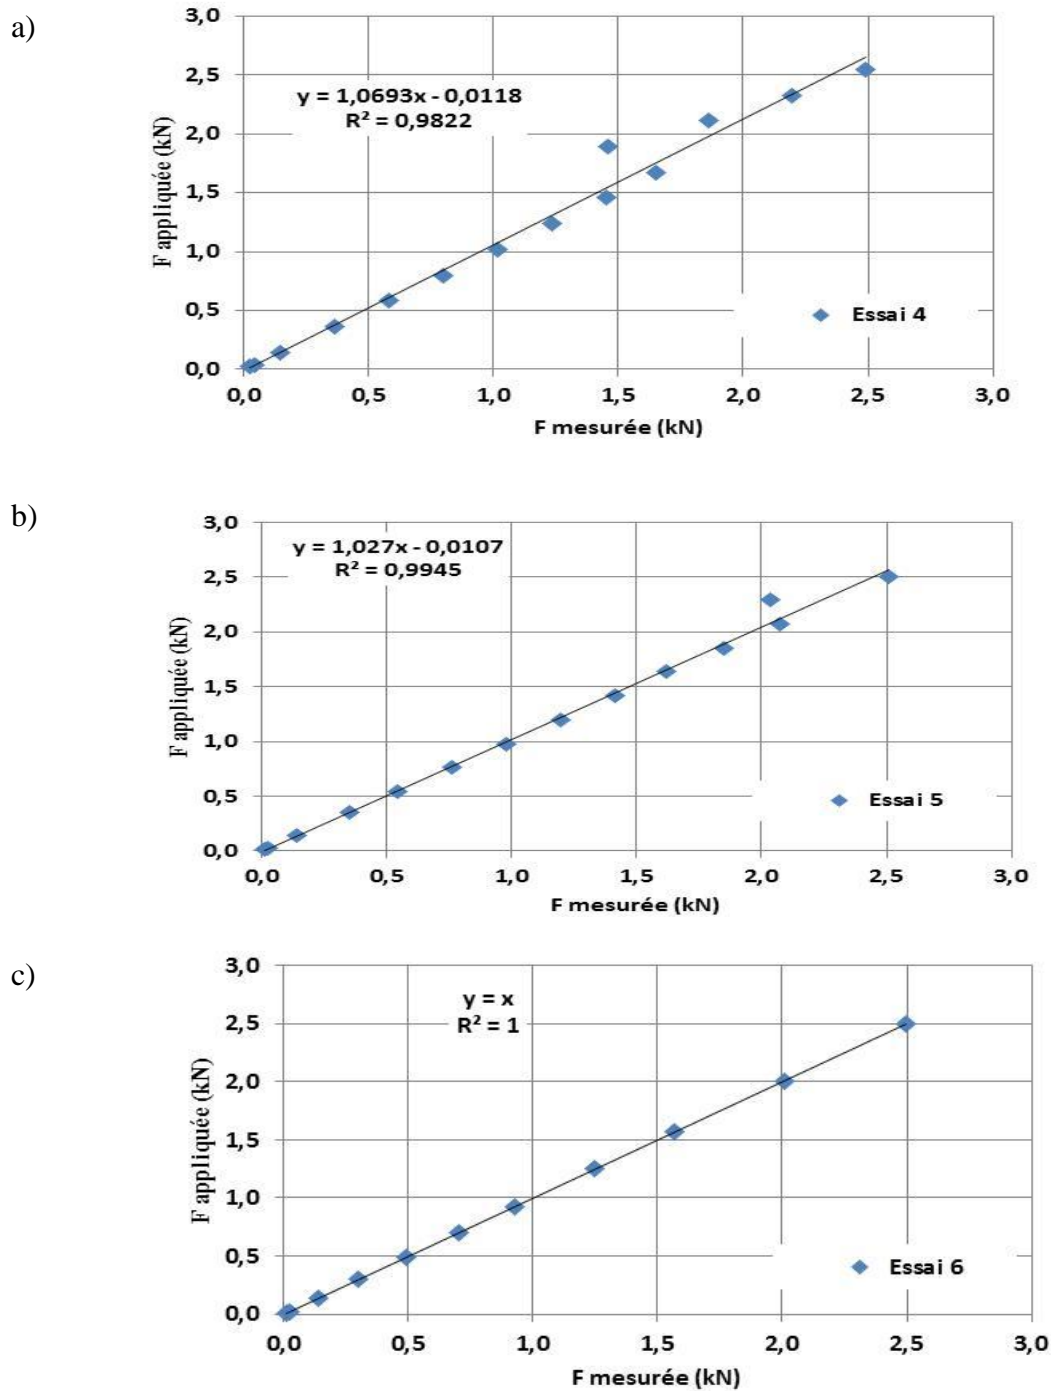 a)
3,0
2,5
2,0
1,5
1,0
0,5
0,0
F appliquée (kN)
y = 1,0693x - 0,0118
R² = 0,9822
Essai 4
0,0 0,5 1,0 1,5 2,0 2,5 3,0
F mesurée (kN)
b)
3,0
2,5
2,0
1,5
1,0
0,5
0,0
F appliquée (kN)
y = 1,027x - 0,0107
R² = 0,9945
Essai 5
0,0 0,5 1,0 1,5 2,0 2,5 3,0
F mesurée (kN)
c)
3,0
2,5
2,0
1,5
1,0
0,5
0,0
F appliquée (kN)
y = x
R² = 1
Essai 6
0,0 0,5 1,0 1,5 2,0 2,5 3,0
F mesurée (kN)